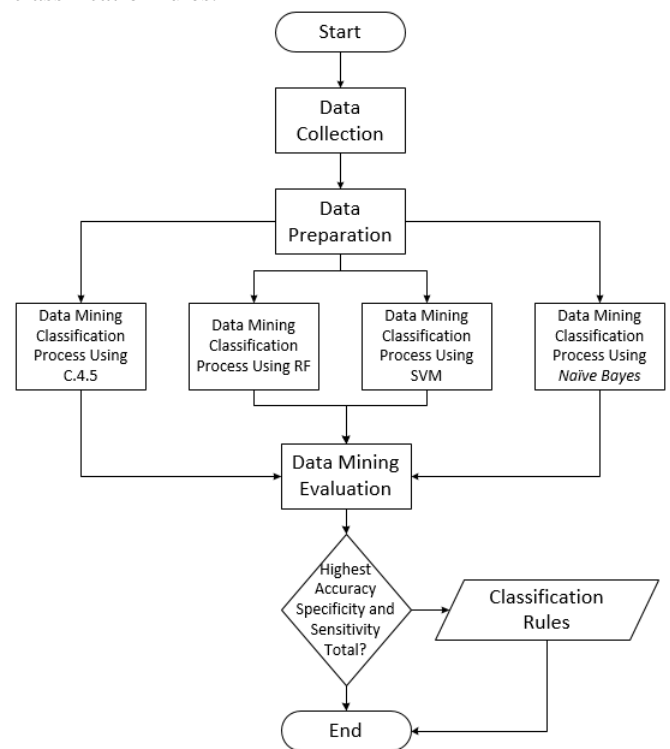 Start
Data
Collection
Data
Preparation
Data Mining
Classification
Process Using
C.4.5
Data Mining
Classification
Process Using RF
Data Mining
Classification
Process Using
SVM
Data Mining
Classification
Process Using
Naïve Bayes
Data Mining
Evaluation
Highest
Accuracy
Specificity and
Sensitivity
Total?
Classification
Rules
End